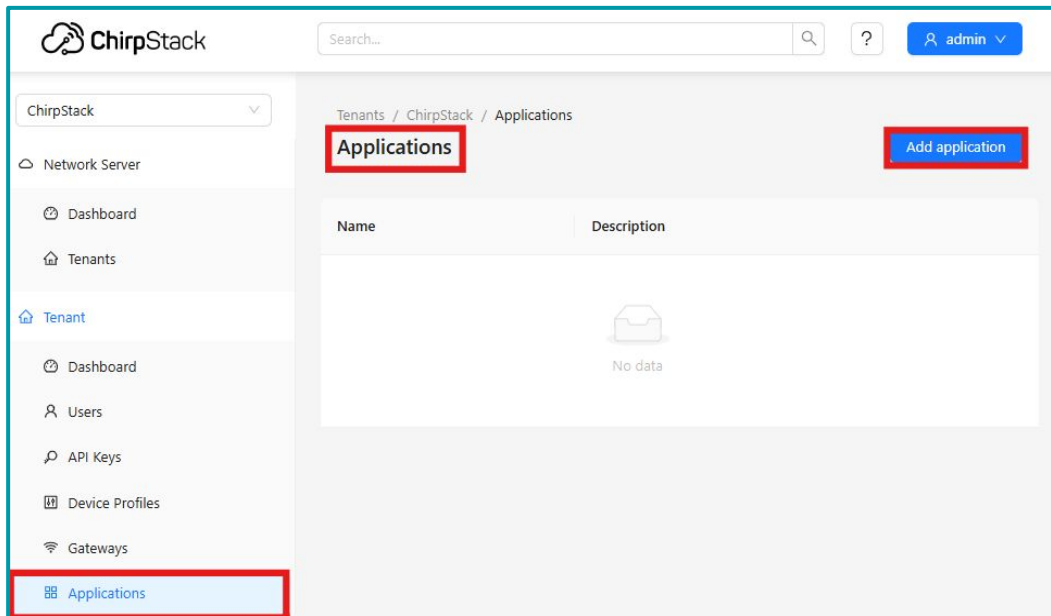 ChirpStack
Search...
?
admin
ChirpStack
Network Server
Dashboard
Tenants
Tenant
Dashboard
Users
API Keys
Device Profiles
Gateways
Applications
Tenants / ChirpStack / Applications
Applications
Add application
Name Description
No data